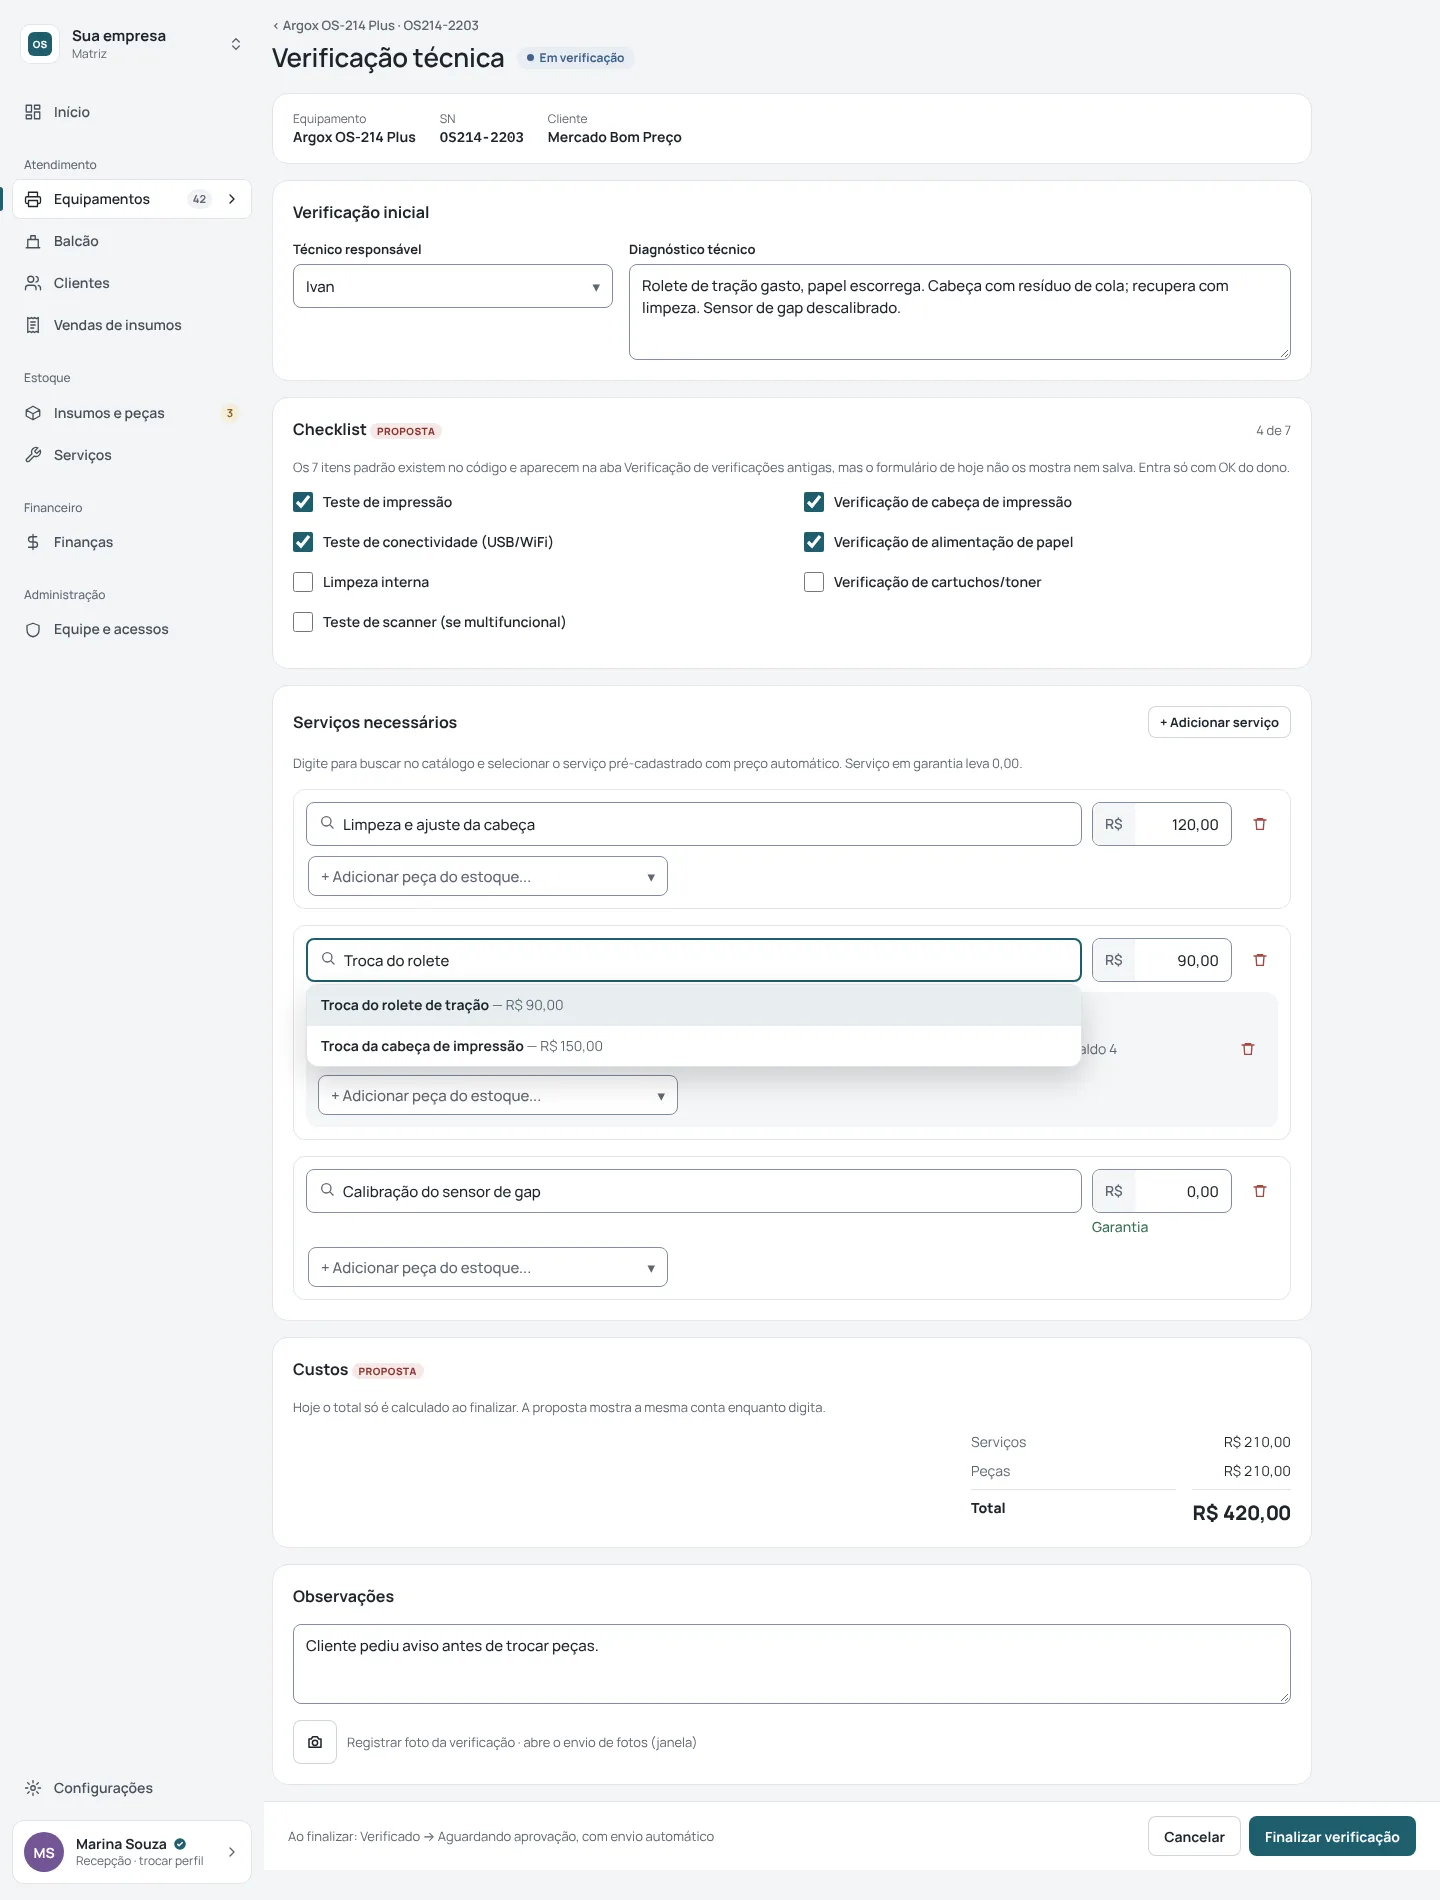 OS
Sua empresa
Matriz
Início
Atendimento
Equipamentos 42
Balcão
Clientes
Vendas de insumos
Estoque
Insumos e peças 3
Serviços
Financeiro
Finanças
Administração
Equipe e acessos
Configurações
MS
Marina Souza
Recepção · trocar perfil
‹ Argox OS-214 Plus · OS214-2203
Verificação técnica
Em verificação
Equipamento
Argox OS-214 Plus
SN
OS214-2203
Cliente
Mercado Bom Preço
Verificação inicial
Técnico responsável
Ivan
Diagnóstico técnico
Rolete de tração gasto, papel escorrega. Cabeça com resíduo de cola; recupera com
limpeza. Sensor de gap descalibrado.
Checklist PROPOSTA
4 de 7
Os 7 itens padrão existem no código e aparecem na aba Verificação de verificações antigas, mas o formulário de hoje não os mostra nem salva. Entra só com OK do dono.
Teste de impressão
Verificação de cabeça de impressão
Teste de conectividade (USB/WiFi)
Verificação de alimentação de papel
Limpeza interna
Verificação de cartuchos/toner
Teste de scanner (se multifuncional)
Serviços necessários
+ Adicionar serviço
Digite para buscar no catálogo e selecionar o serviço pré-cadastrado com preço automático. Serviço em garantia leva 0,00.
Limpeza e ajuste da cabeça
R$ 120,00
+ Adicionar peça do estoque...
Troca do rolete
R$ 90,00
Troca do rolete de tração — R$ 90,00
Troca da cabeça de impressão — R$ 150,00
aldo 4
+ Adicionar peça do estoque...
Calibração do sensor de gap
R$ 0,00
Garantia
+ Adicionar peça do estoque...
Custos PROPOSTA
Hoje o total só é calculado ao finalizar. A proposta mostra a mesma conta enquanto digita.
Serviços R$ 210,00
Peças R$ 210,00
Total R$ 420,00
Observações
Cliente pediu aviso antes de trocar peças.
Registrar foto da verificação · abre o envio de fotos (janela)
Ao finalizar: Verificado → Aguardando aprovação, com envio automático
Cancelar
Finalizar verificação